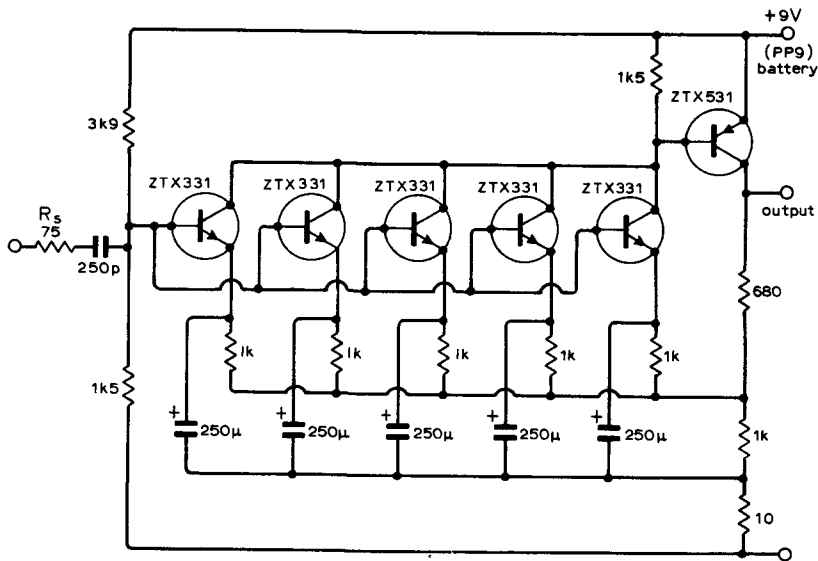 +9V
(PP9)
battery
1k5
ZTX531
3k9
ZTX331
ZTX331
ZTX331
ZTX331
ZTX331
Rs
75
250p
output
680
1k
1k
1k
1k
1k
1k5
+
250μ
+
250μ
+
250μ
+
250μ
+
250μ
1k
10